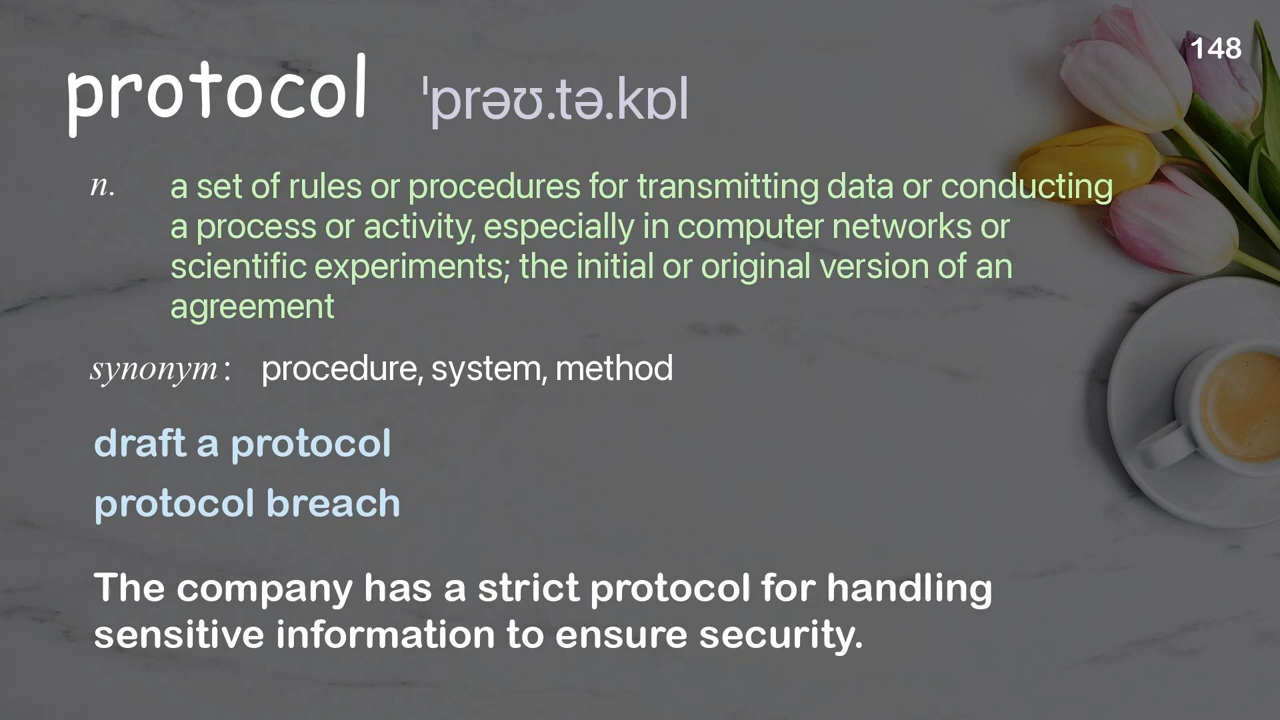 148
protocol ˈprəʊ.tə.kɒl
n. a set of rules or procedures for transmitting data or conducting
a process or activity, especially in computer networks or
scientific experiments; the initial or original version of an
agreement
synonym: procedure, system, method
draft a protocol
protocol breach
The company has a strict protocol for handling
sensitive information to ensure security.